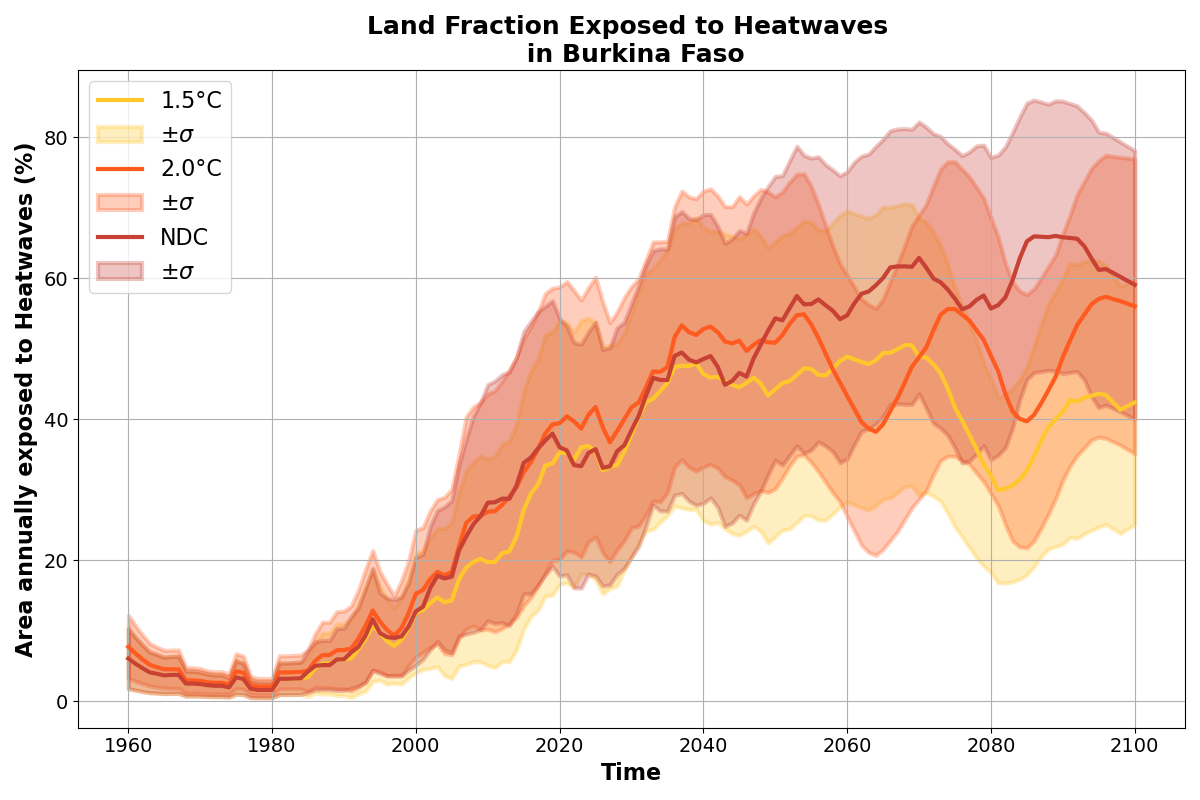 Land Fraction Exposed to Heatwaves
in Burkina Faso
Area annually exposed to Heatwaves (%)
80
60
40
20
0
1.5°C
±σ
2.0°C
±σ
NDC
±σ
1960 1980 2000 2020 2040 2060 2080 2100
Time